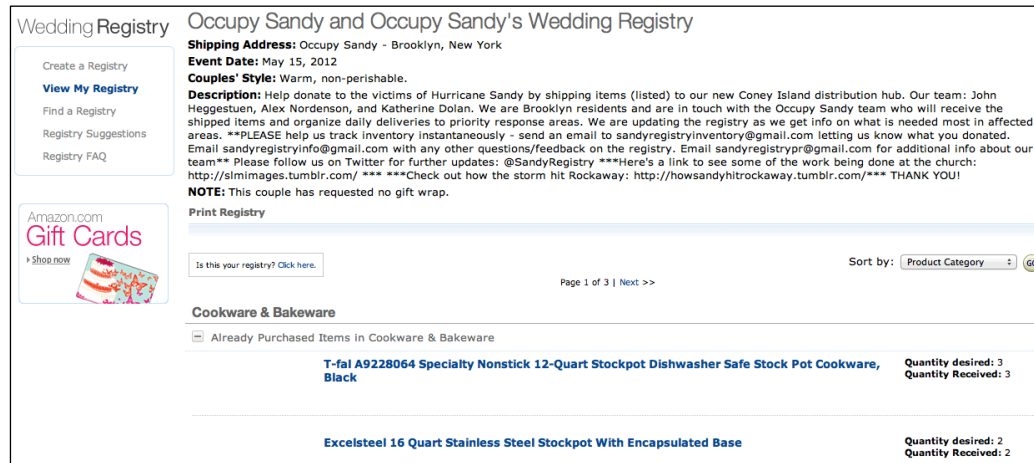 Wedding Registry
Create a Registry
View My Registry
Find a Registry
Registry Suggestions
Registry FAQ
Amazon.com
Gift Cards
Shop now
Occupy Sandy and Occupy Sandy's Wedding Registry
Shipping Address: Occupy Sandy - Brooklyn, New York
Event Date: May 15, 2012
Couples' Style: Warm, non-perishable.
Description: Help donate to the victims of Hurricane Sandy by shipping items (listed) to our new Coney Island distribution hub. Our team: John
Heggestuen, Alex Nordenson, and Katherine Dolan. We are Brooklyn residents and are in touch with the Occupy Sandy team who will receive the
shipped items and organize daily deliveries to priority response areas. We are updating the registry as we get info on what is needed most in affected
areas. **PLEASE help us track inventory instantaneously - send an email to sandyregistryinventory@gmail.com letting us know what you donated.
Email sandyregistryinfo@gmail.com with any other questions/feedback on the registry. Email sandyregistrypr@gmail.com for additional info about our
team** Please follow us on Twitter for further updates: @SandyRegistry ***Here's a link to see some of the work being done at the church:
http://slmimages.tumblr.com/ *** ***Check out how the storm hit Rockaway: http://howsandyhitrockaway.tumblr.com/*** THANK YOU!
NOTE: This couple has requested no gift wrap.
Print Registry
Is this your registry? Click here.
Sort by: Product Category
Page 1 of 3 | Next >>
Cookware & Bakeware
Already Purchased Items in Cookware & Bakeware
T-fal A9228064 Specialty Nonstick 12-Quart Stockpot Dishwasher Safe Stock Pot Cookware,
Black
Quantity desired: 3
Quantity Received: 3
Excelsteel 16 Quart Stainless Steel Stockpot With Encapsulated Base
Quantity desired: 2
Quantity Received: 2